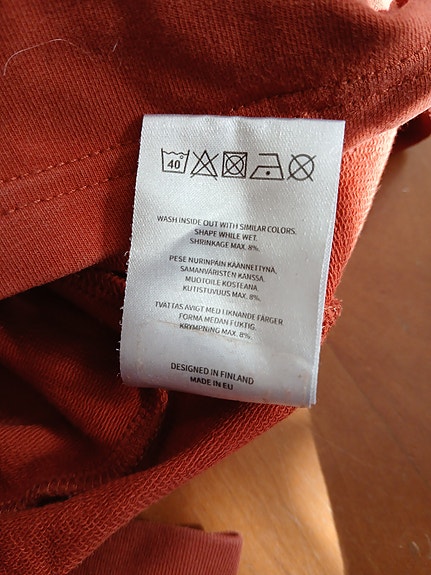 40
WASH INSIDE OUT WITH SIMILAR COLORS.
SHAPE WHILE WET.
SHRINKAGE MAX. 8%.
PESE NURINPÄIN KÄÄNNETTYNÄ,
SAMANVÄRISTEN KANSSA.
MUOTOILE KOSTEANA.
KUTISTUVUUS MAX. 8%.
TVÄTTAS AVIGT MED LIKNANDE FÄRGER
FORMA MEDAN FUKTIG.
KRYMPNING MAX. 8%.
DESIGNED IN FINLAND
MADE IN EU